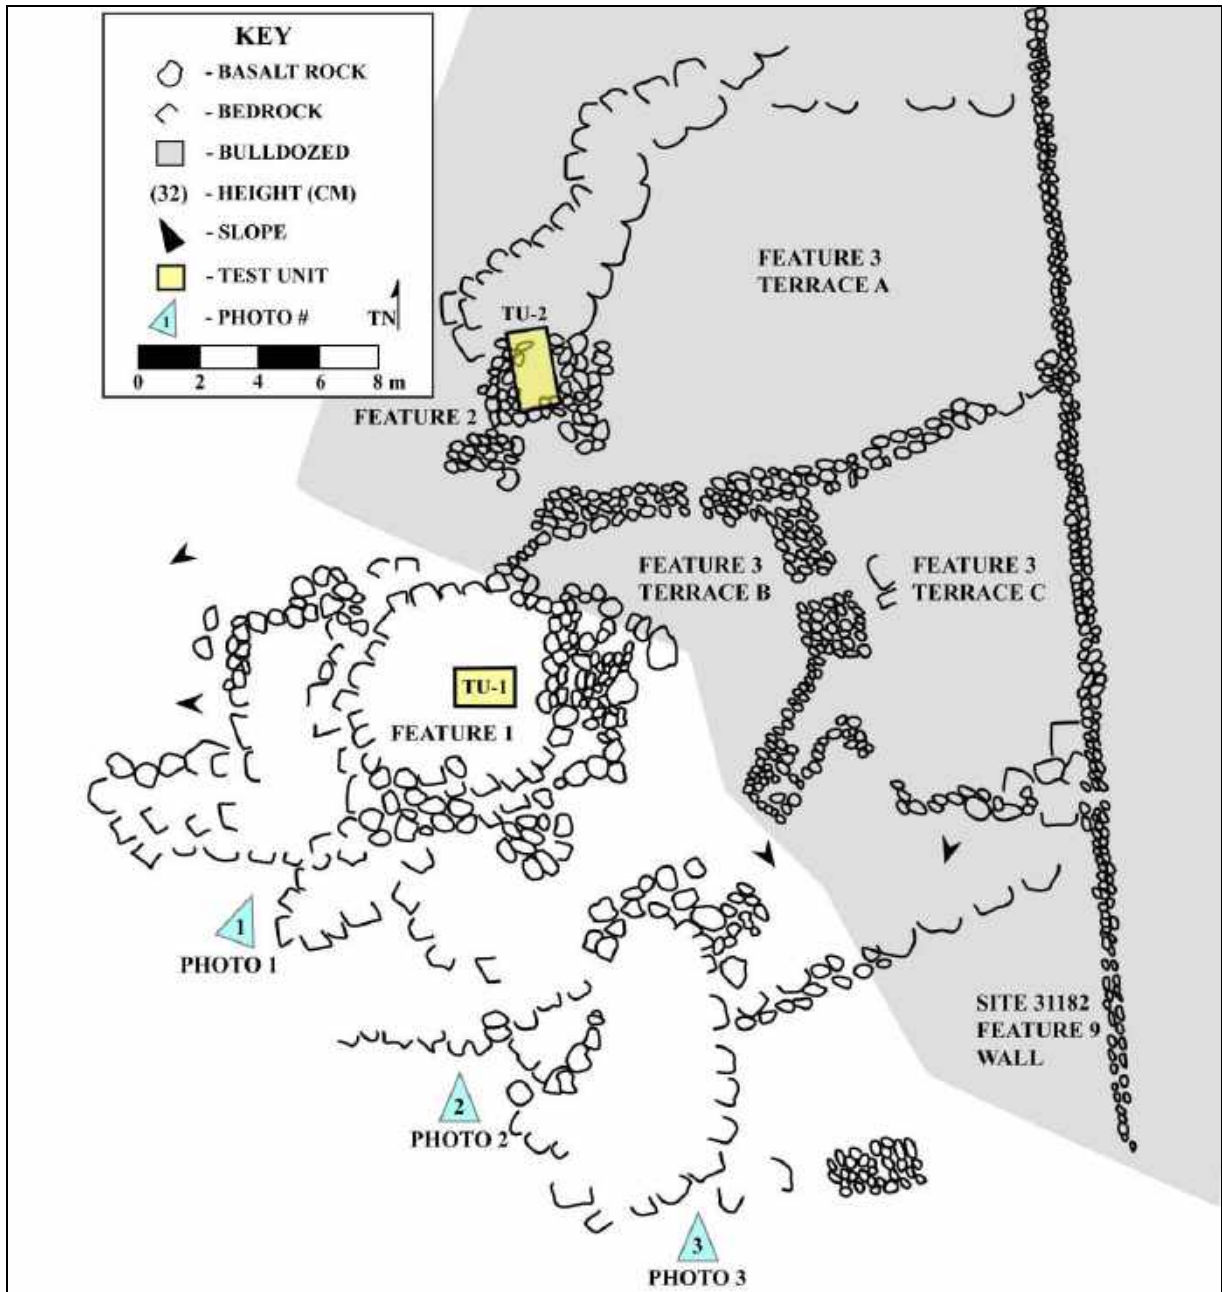 KEY
- BASALT ROCK
- BEDROCK
- BULLDOZED
(32) - HEIGHT (CM)
- SLOPE
- TEST UNIT
1 - PHOTO # TN
0 2 4 6 8 m
FEATURE 3
TERRACE A
TU-2
FEATURE 2
FEATURE 3
TERRACE B
FEATURE 3
TERRACE C
TU-1
FEATURE 1
1
PHOTO 1
SITE 31182
FEATURE 9
WALL
2
PHOTO 2
3
PHOTO 3